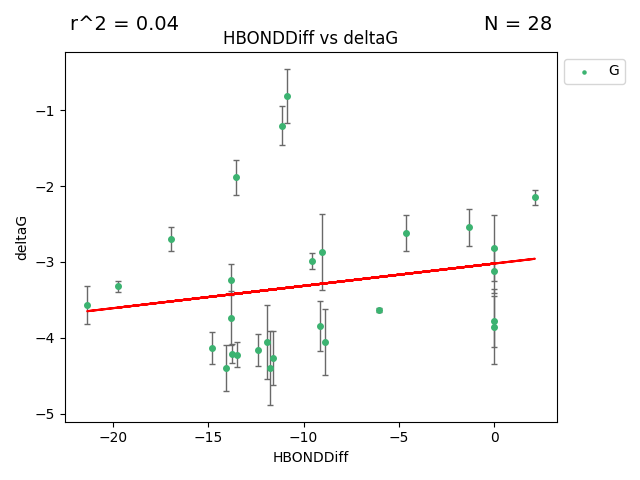 r^2 = 0.04
N = 28
HBONDDiff vs deltaG
G
−1
−2
−3
−4
−5
deltaG
−20
−15
−10
−5
0
HBONDDiff